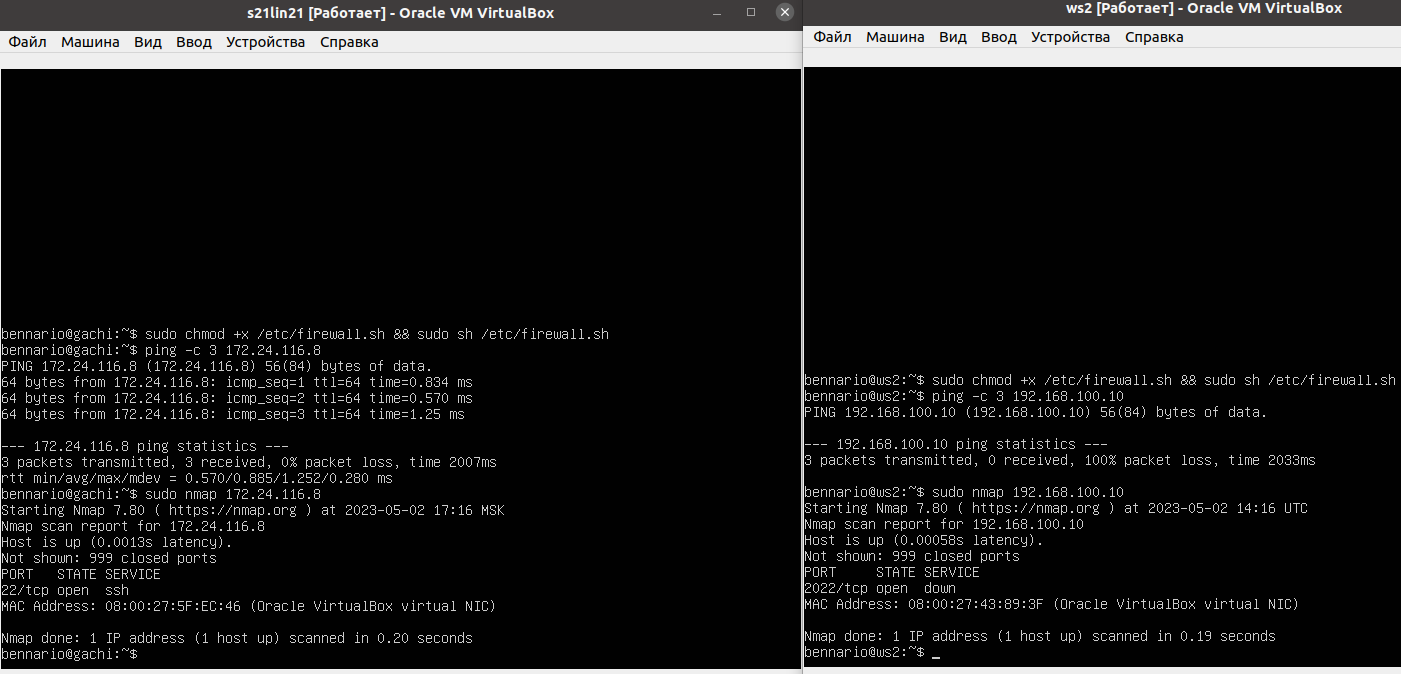 s21lin21 [Работает] - Oracle VM VirtualBox
Файл Машина Вид Ввод Устройства Справка
bennario@gachi:~$ sudo chmod +x /etc/firewall.sh && sudo sh /etc/firewall.sh
bennario@gachi:~$ ping -c 3 172.24.116.8
PING 172.24.116.8 (172.24.116.8) 56(84) bytes of data.
64 bytes from 172.24.116.8: icmp_seq=1 ttl=64 time=0.834 ms
64 bytes from 172.24.116.8: icmp_seq=2 ttl=64 time=0.570 ms
64 bytes from 172.24.116.8: icmp_seq=3 ttl=64 time=1.25 ms
--- 172.24.116.8 ping statistics ---
3 packets transmitted, 3 received, 0% packet loss, time 2007ms
rtt min/avg/max/mdev = 0.570/0.885/1.252/0.280 ms
bennario@gachi:~$ sudo nmap 172.24.116.8
Starting Nmap 7.80 ( https://nmap.org ) at 2023-05-02 17:16 MSK
Nmap scan report for 172.24.116.8
Host is up (0.0013s latency).
Not shown: 999 closed ports
PORT   STATE SERVICE
22/tcp open  ssh
MAC Address: 08:00:27:5F:EC:46 (Oracle VirtualBox virtual NIC)
Nmap done: 1 IP address (1 host up) scanned in 0.20 seconds
bennario@gachi:~$
ws2 [Работает] - Oracle VM VirtualBox
Файл Машина Вид Ввод Устройства Справка
bennario@ws2:~$ sudo chmod +x /etc/firewall.sh && sudo sh /etc/firewall.sh
bennario@ws2:~$ ping -c 3 192.168.100.10
PING 192.168.100.10 (192.168.100.10) 56(84) bytes of data.
--- 192.168.100.10 ping statistics ---
3 packets transmitted, 0 received, 100% packet loss, time 2033ms
bennario@ws2:~$ sudo nmap 192.168.100.10
Starting Nmap 7.80 ( https://nmap.org ) at 2023-05-02 14:16 UTC
Nmap scan report for 192.168.100.10
Host is up (0.00058s latency).
Not shown: 999 closed ports
PORT     STATE SERVICE
2022/tcp open  down
MAC Address: 08:00:27:43:89:3F (Oracle VirtualBox virtual NIC)
Nmap done: 1 IP address (1 host up) scanned in 0.19 seconds
bennario@ws2:~$ _